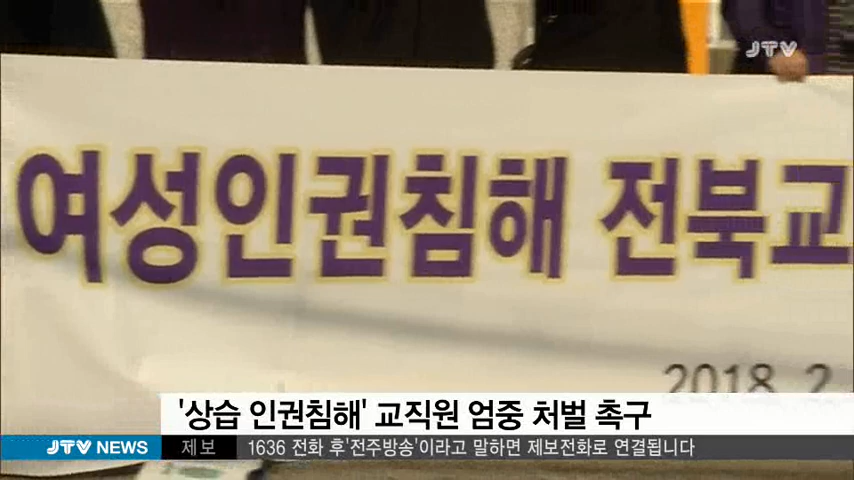 JTV
여성인권침해 전북교
2018. 2.
'상습 인권침해' 교직원 엄중 처벌 촉구
JTV NEWS 제보 1636 전화 후'전주방송'이라고 말하면 제보전화로 연결됩니다